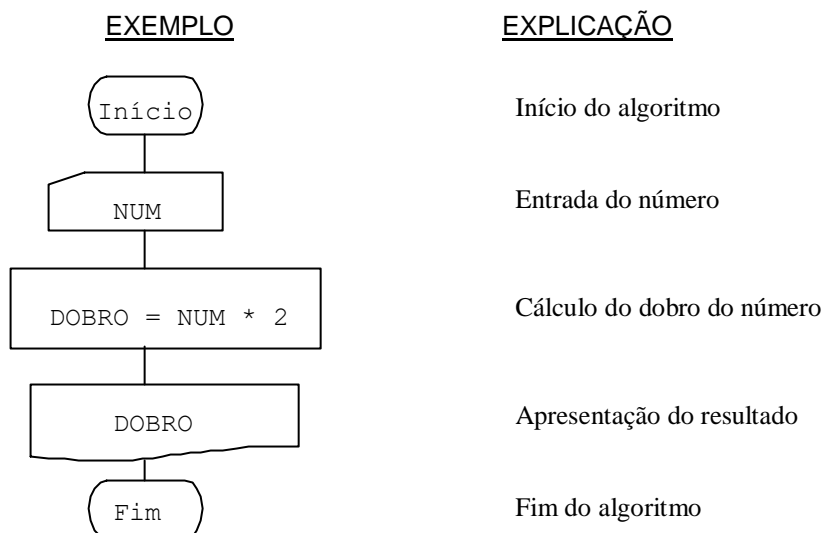 EXEMPLO EXPLICAÇÃO
Início Início do algoritmo
NUM Entrada do número
DOBRO = NUM * 2 Cálculo do dobro do número
DOBRO Apresentação do resultado
Fim Fim do algoritmo